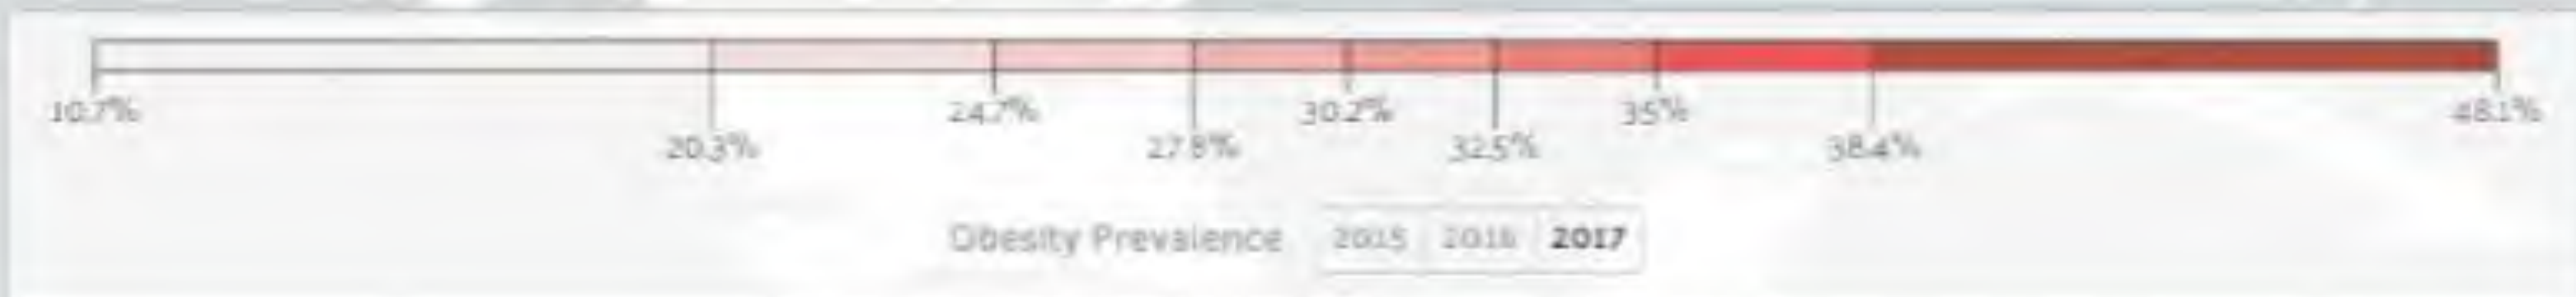 10.7% 24.7% 30.2% 35% 48.1%
20.3% 27.8% 32.5% 38.4%
Obesity Prevalence 2015 2016 2017